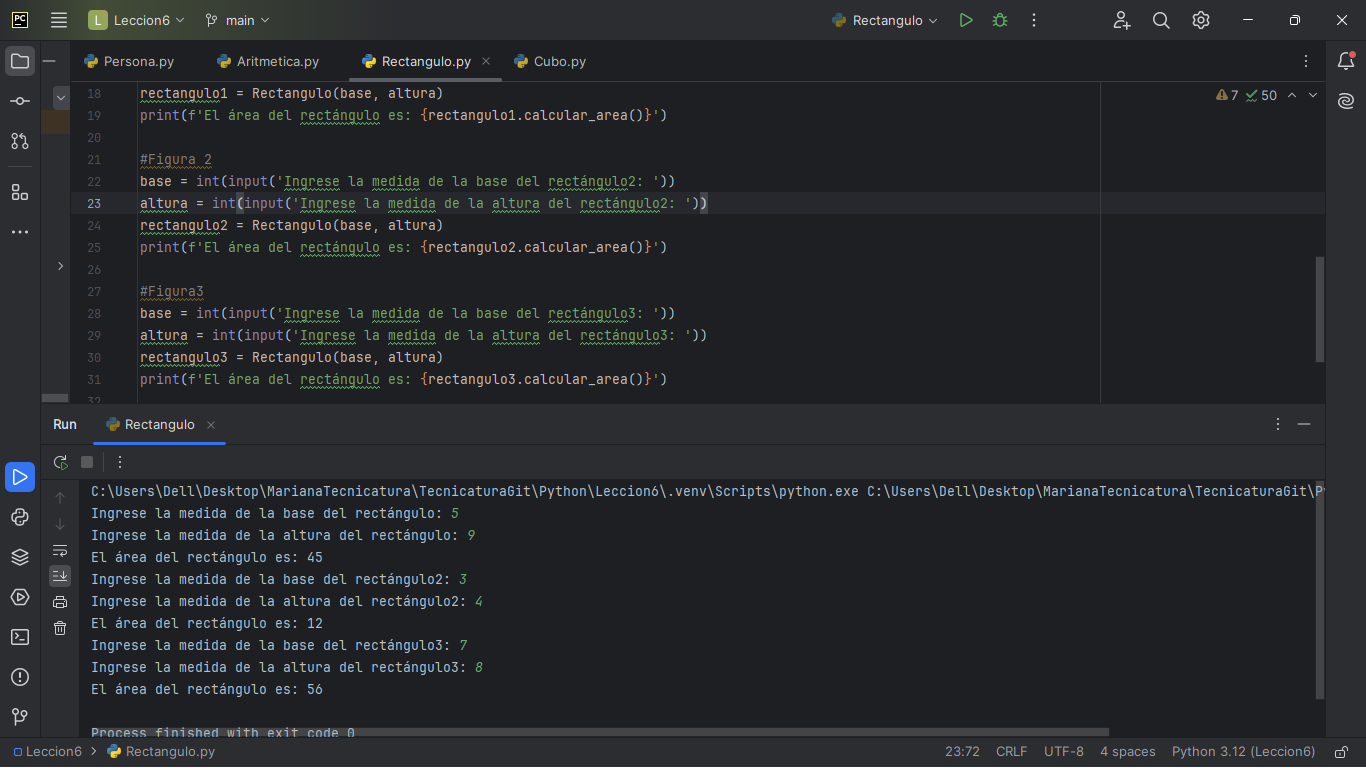 PC L Leccion6 main Rectangulo
Persona.py Aritmetica.py Rectangulo.py Cubo.py
18 rectangulo1 = Rectangulo(base, altura) 7 50
19 print(f'El área del rectángulo es: {rectangulo1.calcular_area()}')
20
21 #Figura 2
22 base = int(input('Ingrese la medida de la base del rectángulo2: '))
23 altura = int(input('Ingrese la medida de la altura del rectángulo2: '))
24 rectangulo2 = Rectangulo(base, altura)
25 print(f'El área del rectángulo es: {rectangulo2.calcular_area()}')
26
27 #Figura3
28 base = int(input('Ingrese la medida de la base del rectángulo3: '))
29 altura = int(input('Ingrese la medida de la altura del rectángulo3: '))
30 rectangulo3 = Rectangulo(base, altura)
31 print(f'El área del rectángulo es: {rectangulo3.calcular_area()}')
32
Run Rectangulo
C:\Users\Dell\Desktop\MarianaTecnicatura\TecnicaturaGit\Python\Leccion6\.venv\Scripts\python.exe C:\Users\Dell\Desktop\MarianaTecnicatura\TecnicaturaGit\P
Ingrese la medida de la base del rectángulo: 5
Ingrese la medida de la altura del rectángulo: 9
El área del rectángulo es: 45
Ingrese la medida de la base del rectángulo2: 3
Ingrese la medida de la altura del rectángulo2: 4
El área del rectángulo es: 12
Ingrese la medida de la base del rectángulo3: 7
Ingrese la medida de la altura del rectángulo3: 8
El área del rectángulo es: 56
Process finished with exit code 0
Leccion6 Rectangulo.py 23:72 CRLF UTF-8 4 spaces Python 3.12 (Leccion6)